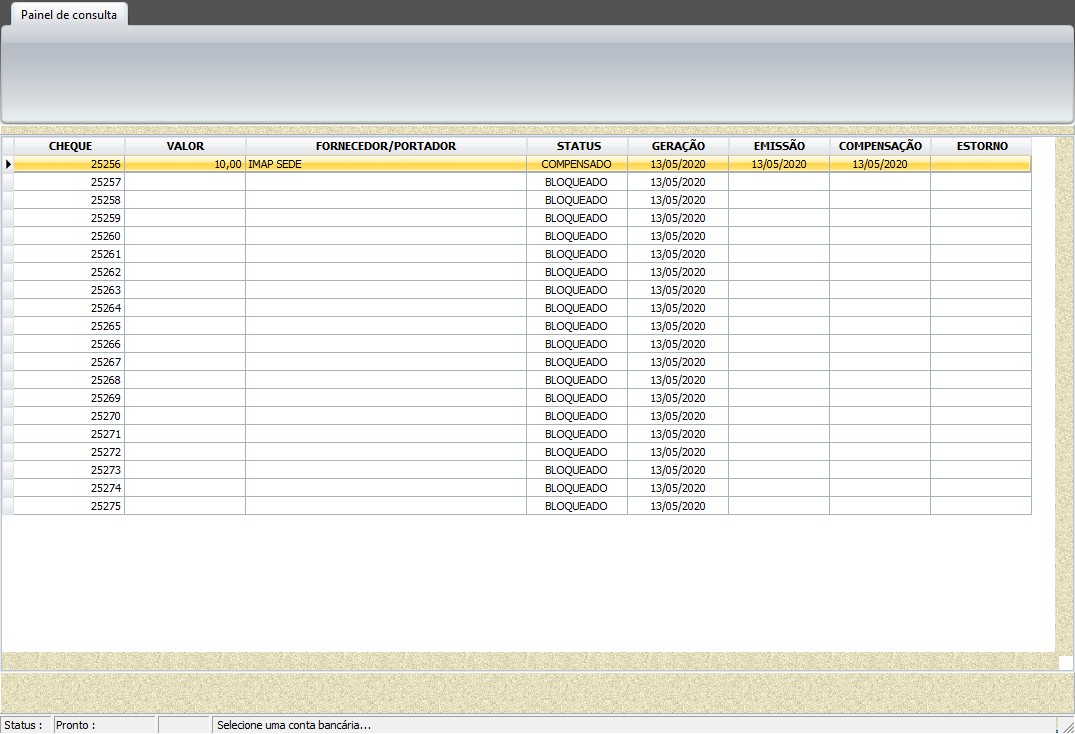 Painel de consulta
CHEQUE VALOR FORNECEDOR/PORTADOR STATUS GERAÇÃO EMISSÃO COMPENSAÇÃO ESTORNO
25256 10,00 IMAP SEDE COMPENSADO 13/05/2020 13/05/2020 13/05/2020
25257 BLOQUEADO 13/05/2020
25258 BLOQUEADO 13/05/2020
25259 BLOQUEADO 13/05/2020
25260 BLOQUEADO 13/05/2020
25261 BLOQUEADO 13/05/2020
25262 BLOQUEADO 13/05/2020
25263 BLOQUEADO 13/05/2020
25264 BLOQUEADO 13/05/2020
25265 BLOQUEADO 13/05/2020
25266 BLOQUEADO 13/05/2020
25267 BLOQUEADO 13/05/2020
25268 BLOQUEADO 13/05/2020
25269 BLOQUEADO 13/05/2020
25270 BLOQUEADO 13/05/2020
25271 BLOQUEADO 13/05/2020
25272 BLOQUEADO 13/05/2020
25273 BLOQUEADO 13/05/2020
25274 BLOQUEADO 13/05/2020
25275 BLOQUEADO 13/05/2020
Status : Pronto : Selecione uma conta bancária...